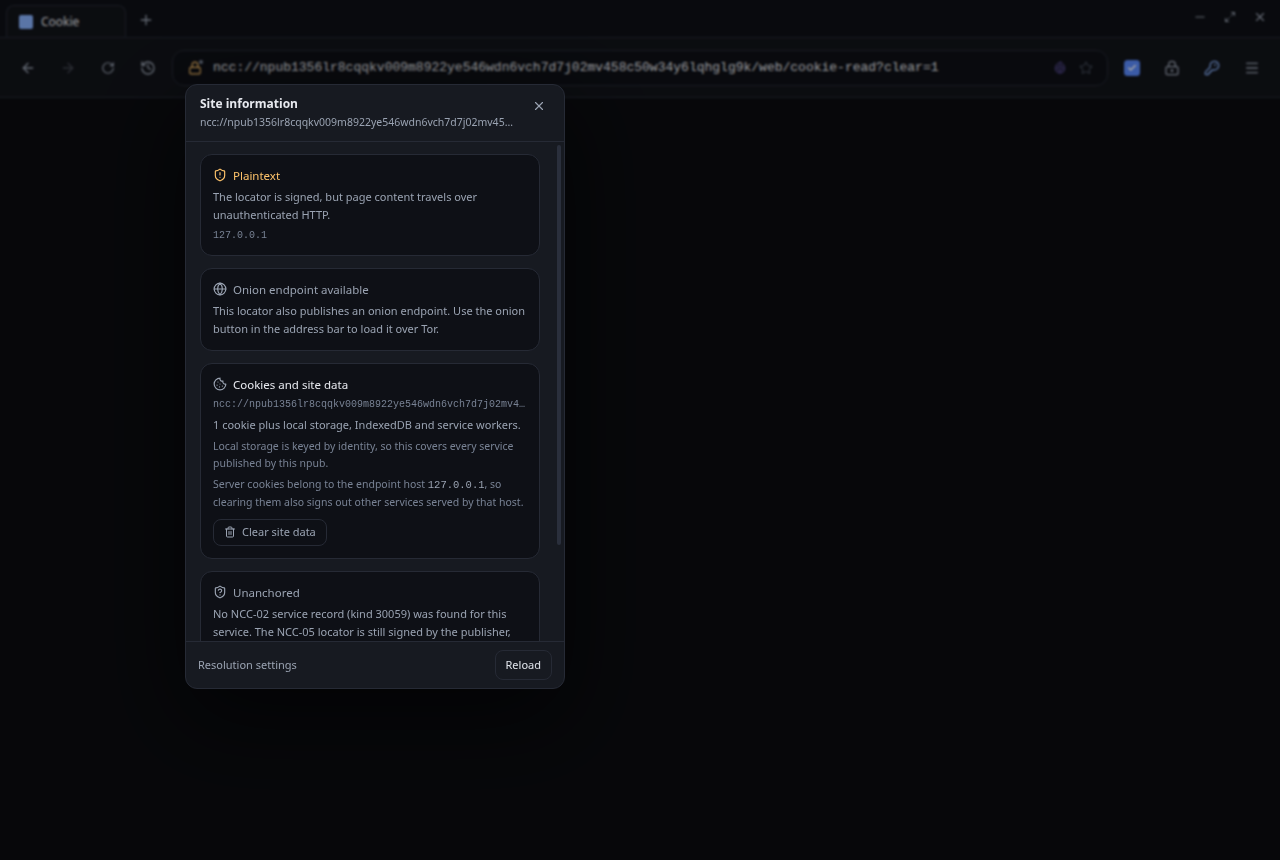 Cookie
ncc://npub1356lr8cqqkv009m8922ye546wdn6vch7d7j02mv458c50w34y6lqhglg9k/web/cookie-read?clear=1
Site information
ncc://npub1356lr8cqqkv009m8922ye546wdn6vch7d7j02mv45...
Plaintext
The locator is signed, but page content travels over
unauthenticated HTTP.
127.0.0.1
Onion endpoint available
This locator also publishes an onion endpoint. Use the onion
button in the address bar to load it over Tor.
Cookies and site data
ncc://npub1356lr8cqqkv009m8922ye546wdn6vch7d7j02mv4…
1 cookie plus local storage, IndexedDB and service workers.
Local storage is keyed by identity, so this covers every service
published by this npub.
Server cookies belong to the endpoint host 127.0.0.1, so
clearing them also signs out other services served by that host.
Clear site data
Unanchored
No NCC-02 service record (kind 30059) was found for this
service. The NCC-05 locator is still signed by the publisher,
Resolution settings
Reload